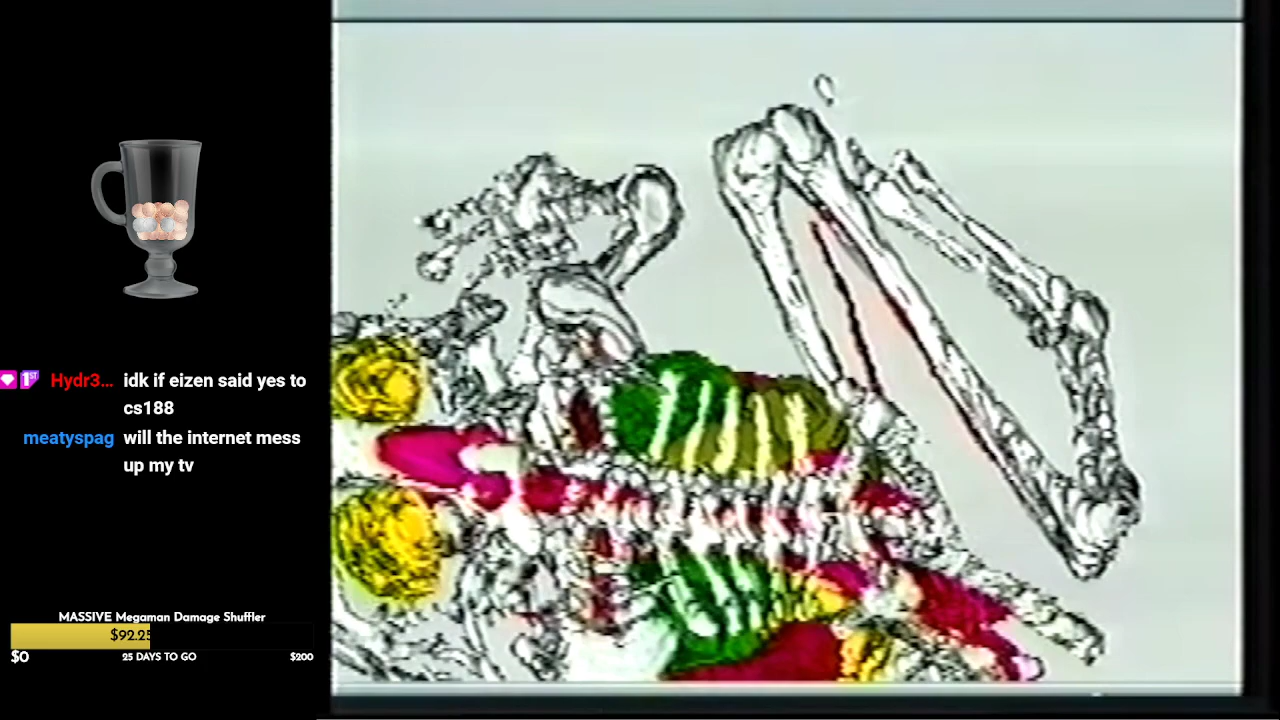 Hydr3... idk if eizen said yes to
cs188
meatyspag will the internet mess
up my tv
MASSIVE Megaman Damage Shuffler
$92.25
$0 25 DAYS TO GO $200